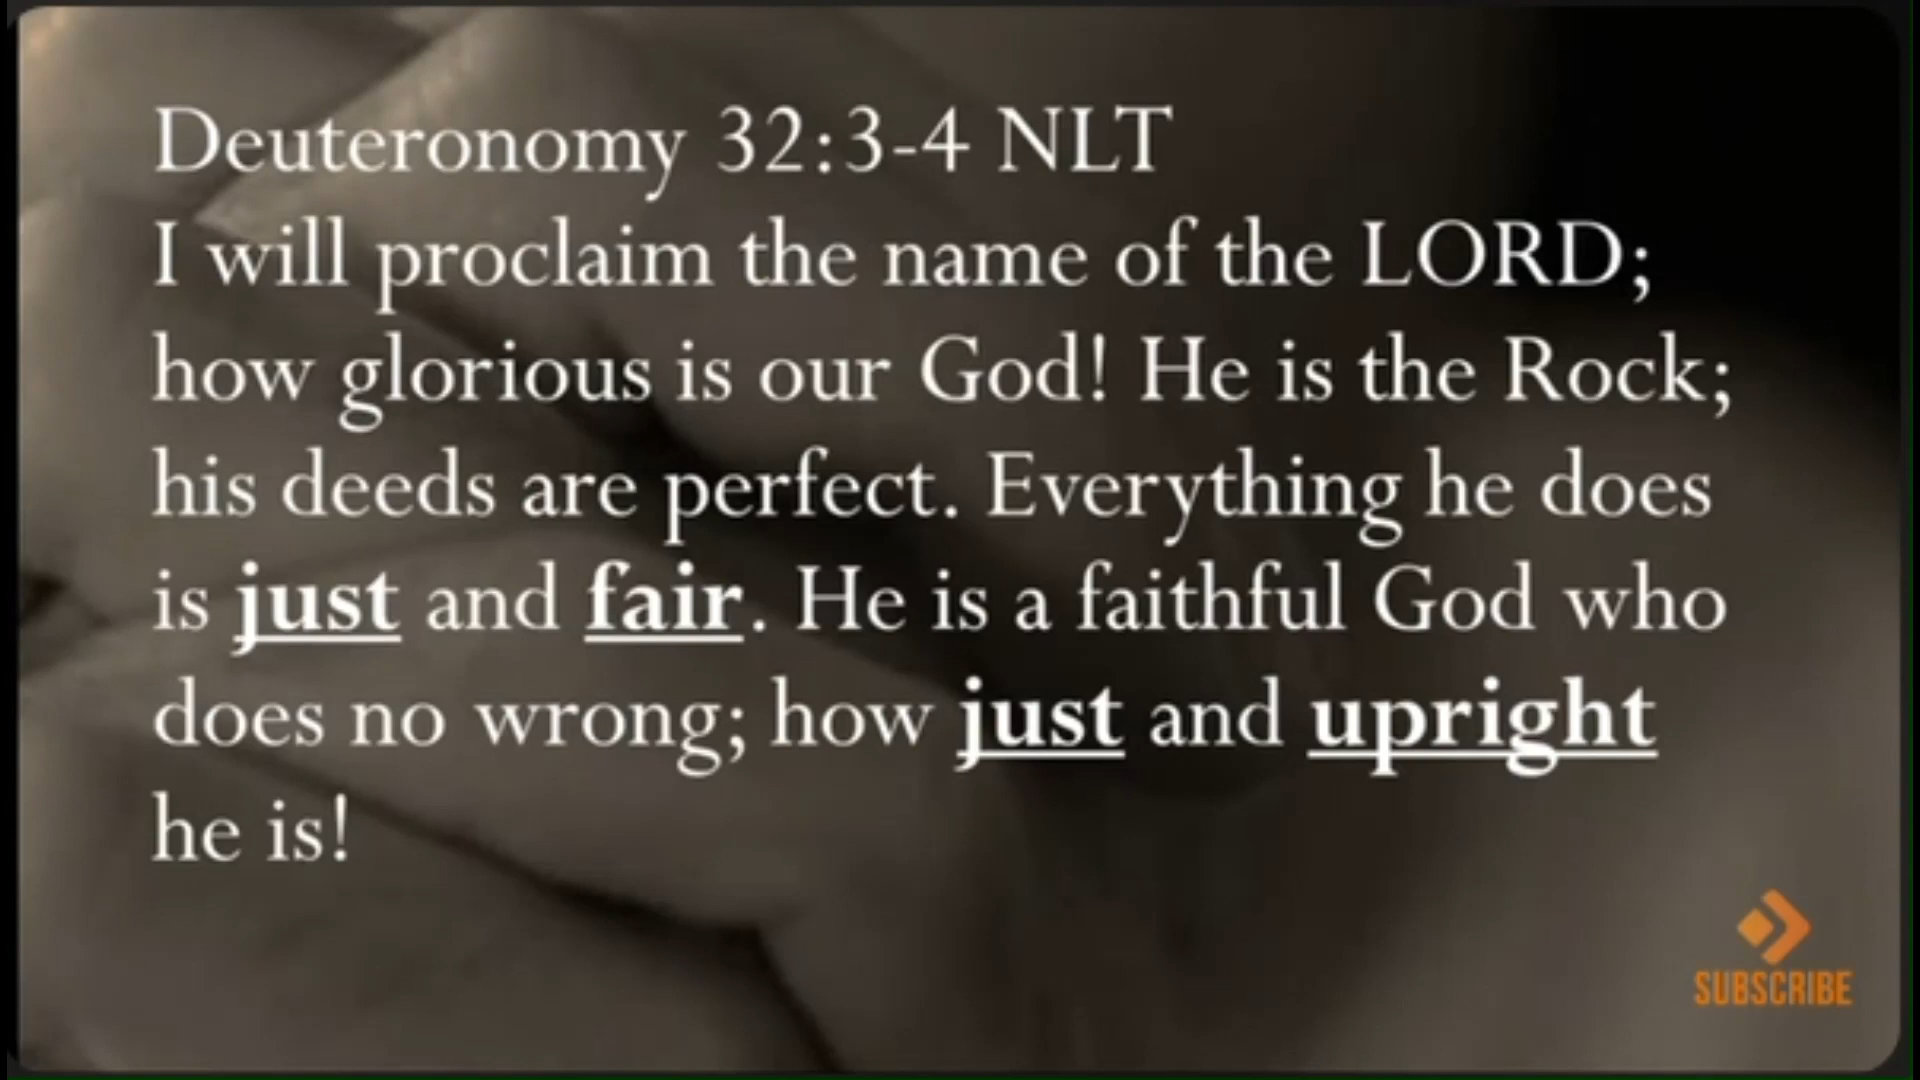 Deuteronomy 32:3-4 NLT
I will proclaim the name of the LORD;
how glorious is our God! He is the Rock;
his deeds are perfect. Everything he does
is just and fair. He is a faithful God who
does no wrong; how just and upright
he is!
SUBSCRIBE